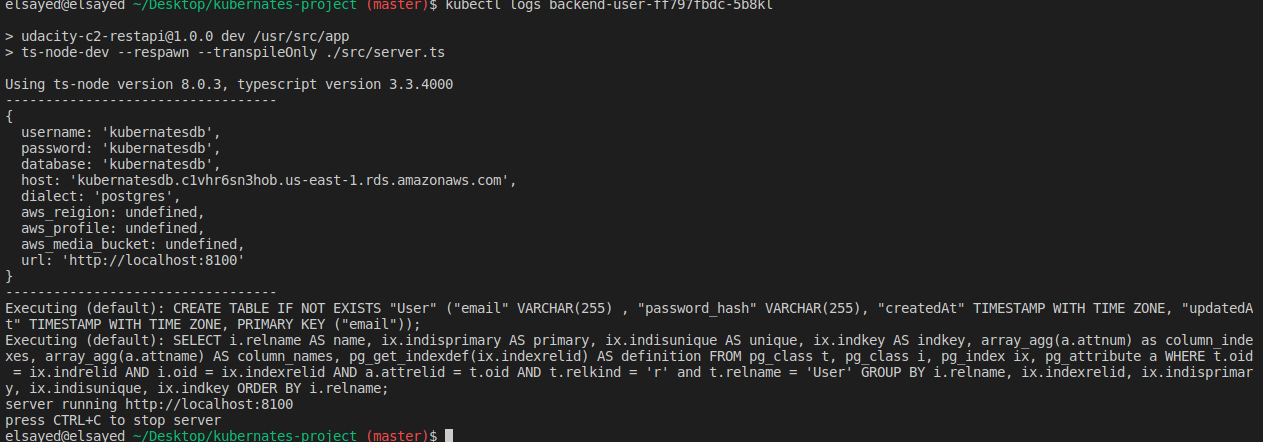 elsayed@elsayed ~/Desktop/kubernates-project (master)$ kubectl logs backend-user-ff797fbdc-5b8kl
> udacity-c2-restapi@1.0.0 dev /usr/src/app
> ts-node-dev --respawn --transpileOnly ./src/server.ts
Using ts-node version 8.0.3, typescript version 3.3.4000
----------------------------------
{
  username: 'kubernatesdb',
  password: 'kubernatesdb',
  database: 'kubernatesdb',
  host: 'kubernatesdb.c1vhr6sn3hob.us-east-1.rds.amazonaws.com',
  dialect: 'postgres',
  aws_reigion: undefined,
  aws_profile: undefined,
  aws_media_bucket: undefined,
  url: 'http://localhost:8100'
}
----------------------------------
Executing (default): CREATE TABLE IF NOT EXISTS "User" ("email" VARCHAR(255) , "password_hash" VARCHAR(255), "createdAt" TIMESTAMP WITH TIME ZONE, "updatedA
t" TIMESTAMP WITH TIME ZONE, PRIMARY KEY ("email"));
Executing (default): SELECT i.relname AS name, ix.indisprimary AS primary, ix.indisunique AS unique, ix.indkey AS indkey, array_agg(a.attnum) as column_inde
xes, array_agg(a.attname) AS column_names, pg_get_indexdef(ix.indexrelid) AS definition FROM pg_class t, pg_class i, pg_index ix, pg_attribute a WHERE t.oid
 = ix.indrelid AND i.oid = ix.indexrelid AND a.attrelid = t.oid AND t.relkind = 'r' and t.relname = 'User' GROUP BY i.relname, ix.indexrelid, ix.indisprimar
y, ix.indisunique, ix.indkey ORDER BY i.relname;
server running http://localhost:8100
press CTRL+C to stop server
elsayed@elsayed ~/Desktop/kubernates-project (master)$